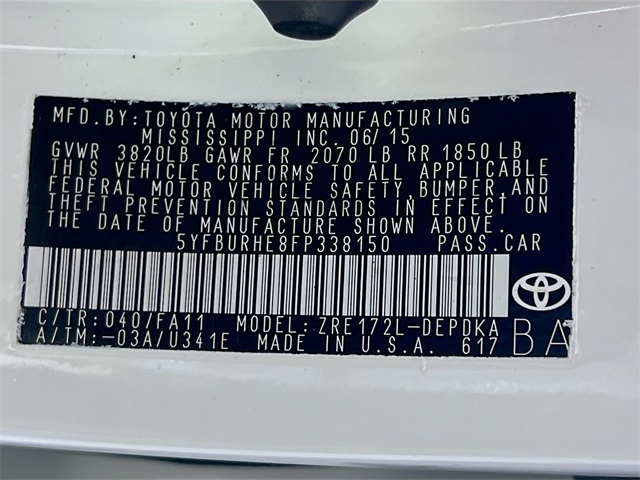 MFD.BY:TOYOTA MOTOR MANUFACTURING
MISSISSIPPI INC. 06/15
GVWR 3820LB GAWR FR 2070 LB RR 1850 LB
THIS VEHICLE CONFORMS TO ALL APPLICABLE
FEDERAL MOTOR VEHICLE SAFETY,BUMPER,AND
THEFT PREVENTION STANDARDS IN EFFECT ON
THE DATE OF MANUFACTURE SHOWN ABOVE.
5YFBURHE8FP338150 PASS.CAR
C/TR:040/FA11 MODEL:ZRE172L-DEPDKA
A/TM:-03A/U341E MADE IN U.S.A. 617 BA